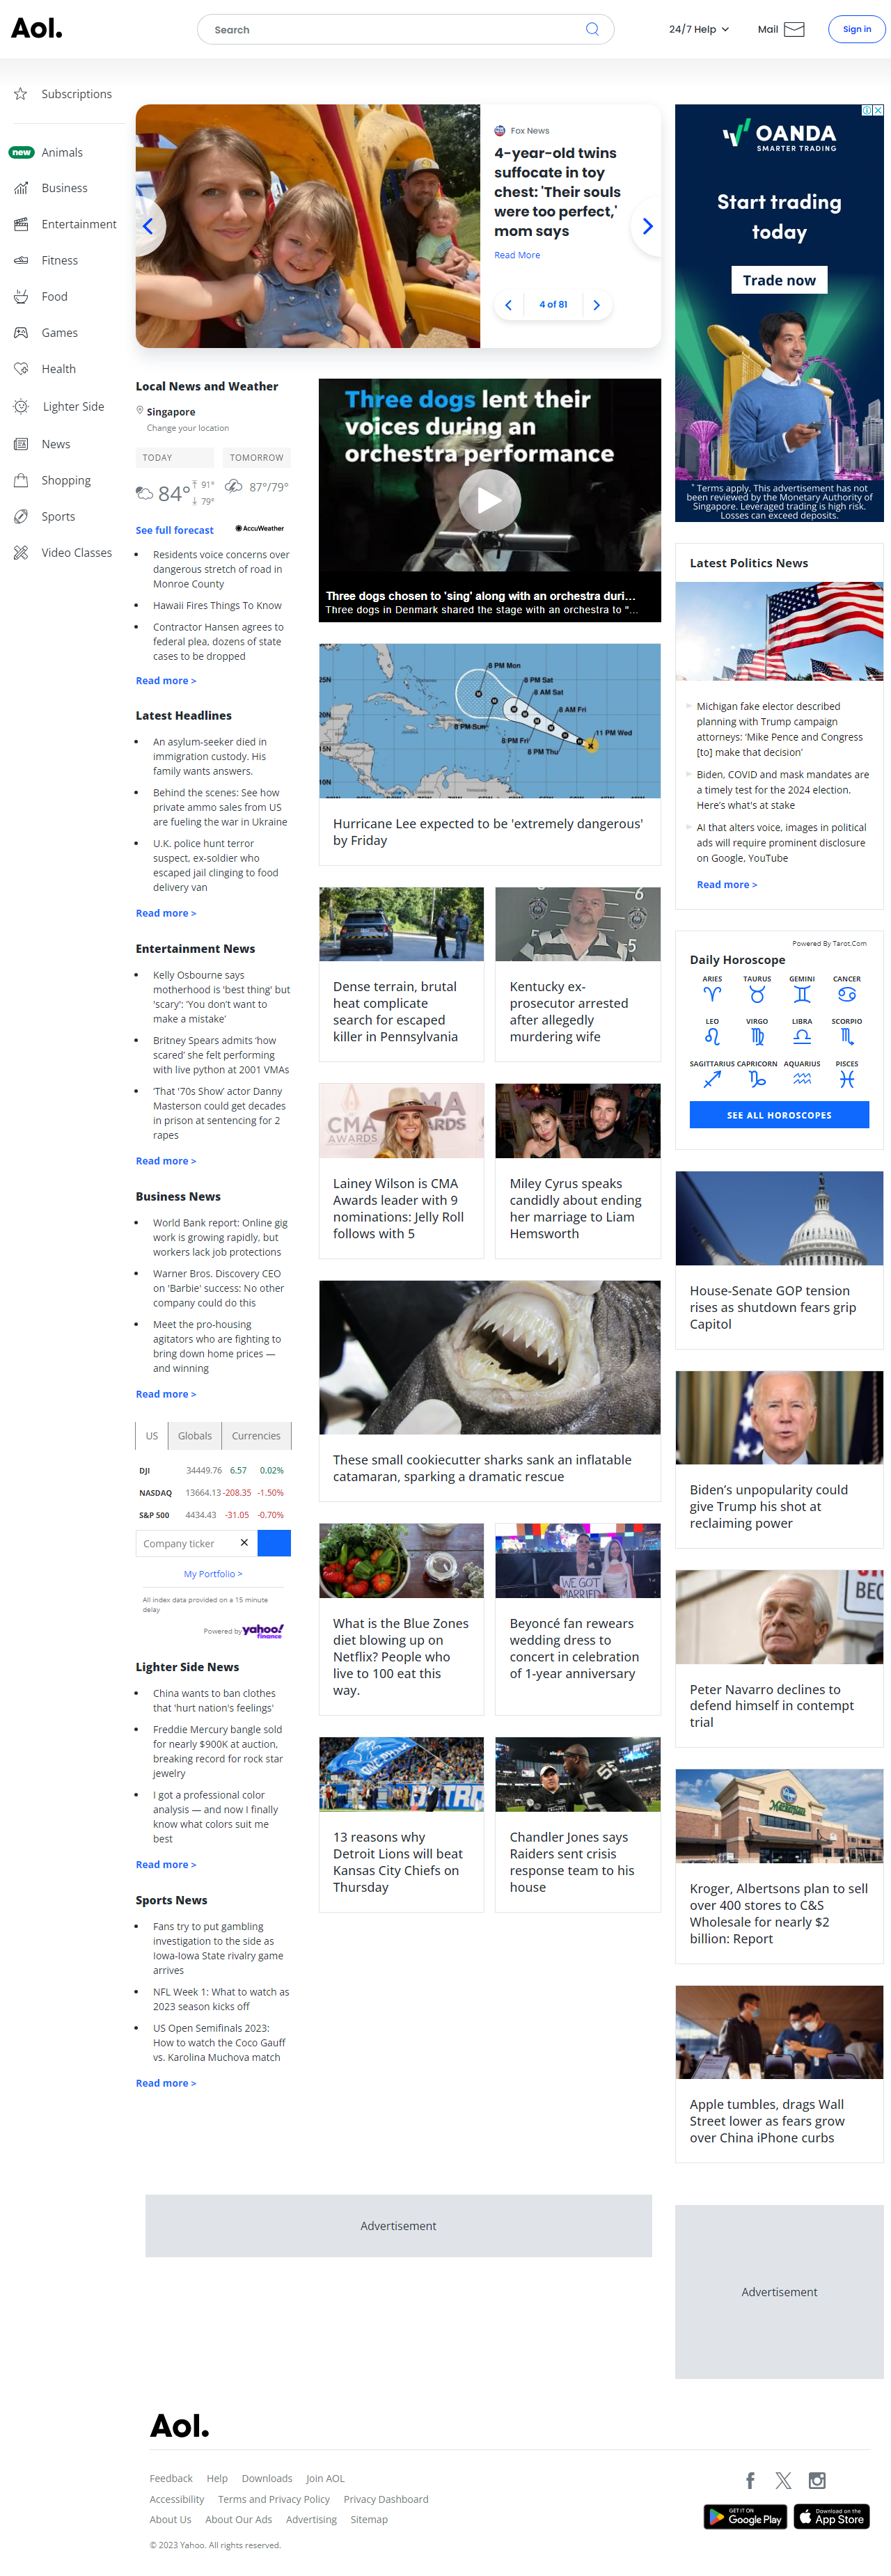 Aol.
Search
24/7 Help
Mail
Sign in
Subscriptions
new
Animals
Business
Entertainment
Fitness
Food
Games
Health
Lighter Side
News
Shopping
Sports
Video Classes
Fox News
4-year-old twins
suffocate in toy
chest: 'Their souls
were too perfect,'
mom says
Read More
4 of 81
OANDA
SMARTER TRADING
Start trading
today
Trade now
* Terms apply. This advertisement has not
been reviewed by the Monetary Authority of
Singapore. Leveraged trading is high risk.
Losses can exceed deposits.
Local News and Weather
Singapore
Change your location
TODAY
TOMORROW
84°
91°
79°
87°/79°
See full forecast
AccuWeather
Residents voice concerns over
dangerous stretch of road in
Monroe County
Hawaii Fires Things To Know
Contractor Hansen agrees to
federal plea, dozens of state
cases to be dropped
Read more >
Latest Headlines
An asylum-seeker died in
immigration custody. His
family wants answers.
Behind the scenes: See how
private ammo sales from US
are fueling the war in Ukraine
U.K. police hunt terror
suspect, ex-soldier who
escaped jail clinging to food
delivery van
Read more >
Entertainment News
Kelly Osbourne says
motherhood is 'best thing' but
'scary': ‘You don’t want to
make a mistake’
Britney Spears admits ‘how
scared’ she felt performing
with live python at 2001 VMAs
‘That '70s Show’ actor Danny
Masterson could get decades
in prison at sentencing for 2
rapes
Read more >
Business News
World Bank report: Online gig
work is growing rapidly, but
workers lack job protections
Warner Bros. Discovery CEO
on 'Barbie' success: No other
company could do this
Meet the pro-housing
agitators who are fighting to
bring down home prices —
and winning
Read more >
US
Globals
Currencies
DJI 34449.76 6.57 0.02%
NASDAQ 13664.13 -208.35 -1.50%
S&P 500 4434.43 -31.05 -0.70%
Company ticker
My Portfolio >
All index data provided on a 15 minute
delay
Powered by yahoo!
finance
Lighter Side News
China wants to ban clothes
that 'hurt nation's feelings'
Freddie Mercury bangle sold
for nearly $900K at auction,
breaking record for rock star
jewelry
I got a professional color
analysis — and now I finally
know what colors suit me
best
Read more >
Sports News
Fans try to put gambling
investigation to the side as
Iowa-Iowa State rivalry game
arrives
NFL Week 1: What to watch as
2023 season kicks off
US Open Semifinals 2023:
How to watch the Coco Gauff
vs. Karolina Muchova match
Read more >
Three dogs lent their
voices during an
orchestra performance
Three dogs chosen to 'sing' along with an orchestra duri...
Three dogs in Denmark shared the stage with an orchestra to "...
8 PM Mon
8 PM Sat
8 AM Sat
25N
8 AM Fri
8 PM Sun
11 PM Wed
8 PM Fri
15N
8 PM Thu
10N
Hurricane Lee expected to be 'extremely dangerous'
by Friday
5
6
Dense terrain, brutal
heat complicate
search for escaped
killer in Pennsylvania
Kentucky ex-
prosecutor arrested
after allegedly
murdering wife
CMA
AWARDS
Lainey Wilson is CMA
Awards leader with 9
nominations: Jelly Roll
follows with 5
Miley Cyrus speaks
candidly about ending
her marriage to Liam
Hemsworth
These small cookiecutter sharks sank an inflatable
catamaran, sparking a dramatic rescue
What is the Blue Zones
diet blowing up on
Netflix? People who
live to 100 eat this
way.
WE GOT
MARRIED
Beyoncé fan rewears
wedding dress to
concert in celebration
of 1-year anniversary
13 reasons why
Detroit Lions will beat
Kansas City Chiefs on
Thursday
55
Chandler Jones says
Raiders sent crisis
response team to his
house
Latest Politics News
Michigan fake elector described
planning with Trump campaign
attorneys: ‘Mike Pence and Congress
[to] make that decision’
Biden, COVID and mask mandates are
a timely test for the 2024 election.
Here’s what's at stake
AI that alters voice, images in political
ads will require prominent disclosure
on Google, YouTube
Read more >
Powered By Tarot.Com
Daily Horoscope
ARIES TAURUS GEMINI CANCER
LEO VIRGO LIBRA SCORPIO
SAGITTARIUS CAPRICORN AQUARIUS PISCES
SEE ALL HOROSCOPES
House-Senate GOP tension
rises as shutdown fears grip
Capitol
Biden’s unpopularity could
give Trump his shot at
reclaiming power
BEC
Peter Navarro declines to
defend himself in contempt
trial
Kroger
Marketplace
Kroger, Albertsons plan to sell
over 400 stores to C&S
Wholesale for nearly $2
billion: Report
Apple tumbles, drags Wall
Street lower as fears grow
over China iPhone curbs
Advertisement
Advertisement
Aol.
Feedback Help Downloads Join AOL
Accessibility Terms and Privacy Policy Privacy Dashboard
About Us About Our Ads Advertising Sitemap
© 2023 Yahoo. All rights reserved.
GET IT ON
Google Play
Download on the
App Store